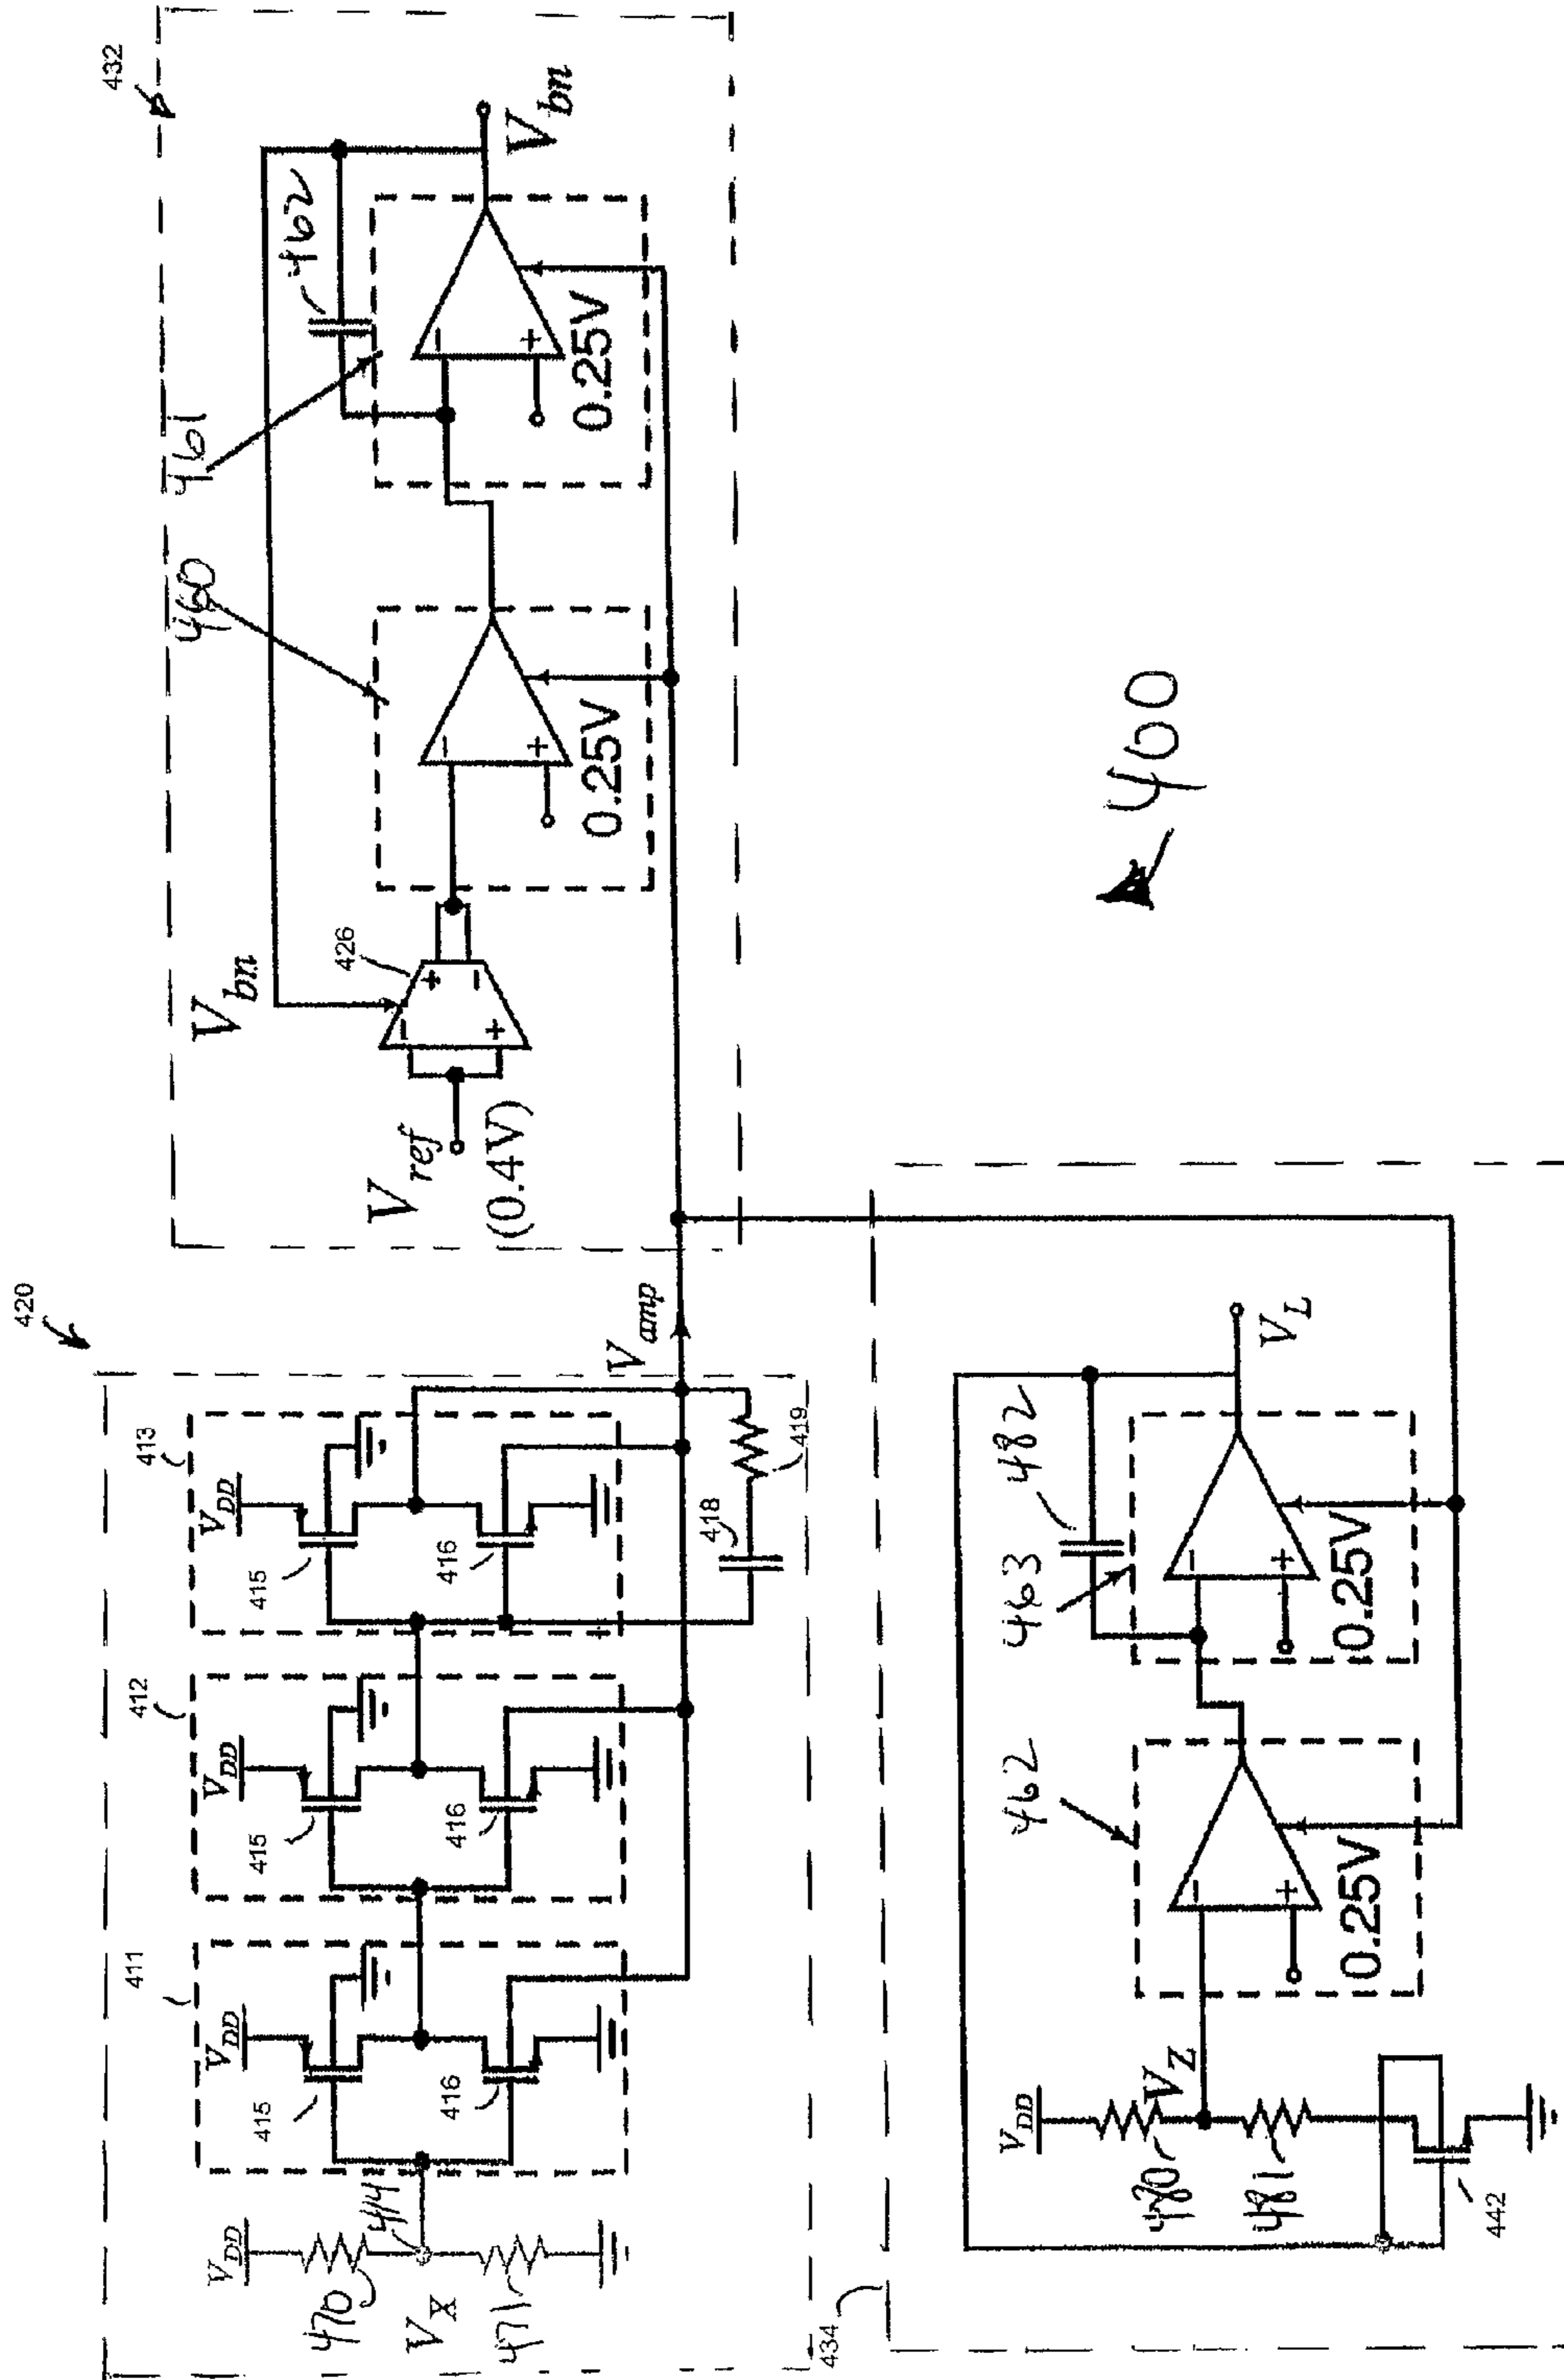 420
411
412
413
V_DD
V_DD
V_DD
V_DD
470
414
V_X
471
415
416
415
416
415
416
418
419
V_amp
432
V_ref
(0.4V)
V_bn
426
−
+
+
−
460
−
+
0.25V
461
462
−
+
0.25V
V_bn
434
V_DD
480
V_Z
481
442
462
−
+
0.25V
463
482
−
+
0.25V
V_L
400